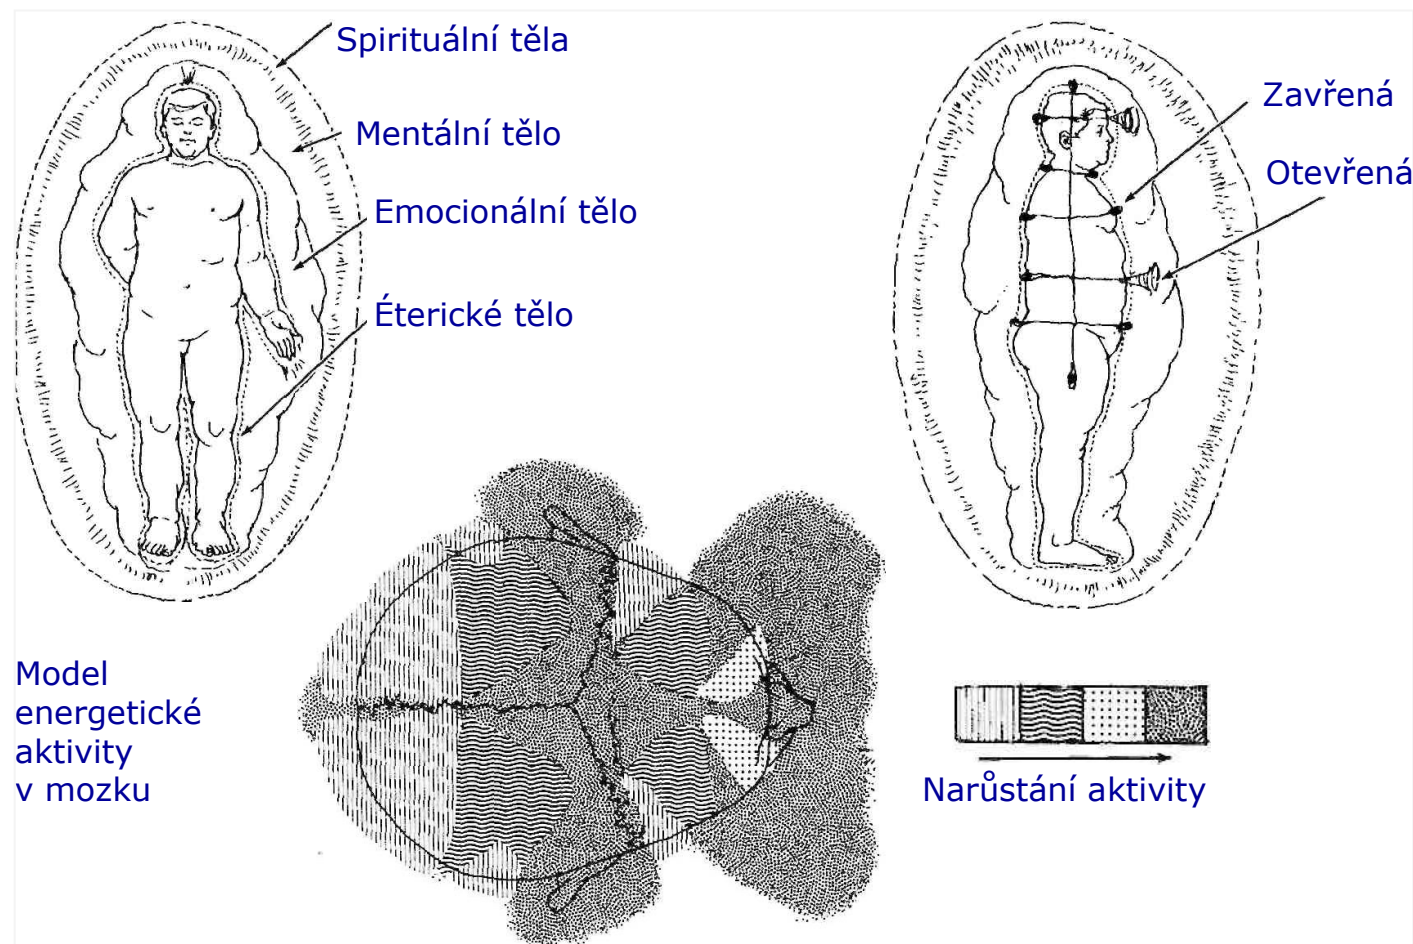 Spirituální těla
Mentální tělo
Emocionální tělo
Éterické tělo
Zavřená
Otevřená
Model
energetické
aktivity
v mozku
Narůstání aktivity